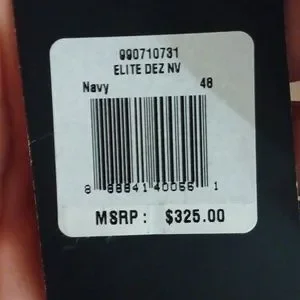 000710731
ELITE DEZ NV
Navy 48
8 88841 40066 1
MSRP: $325.00